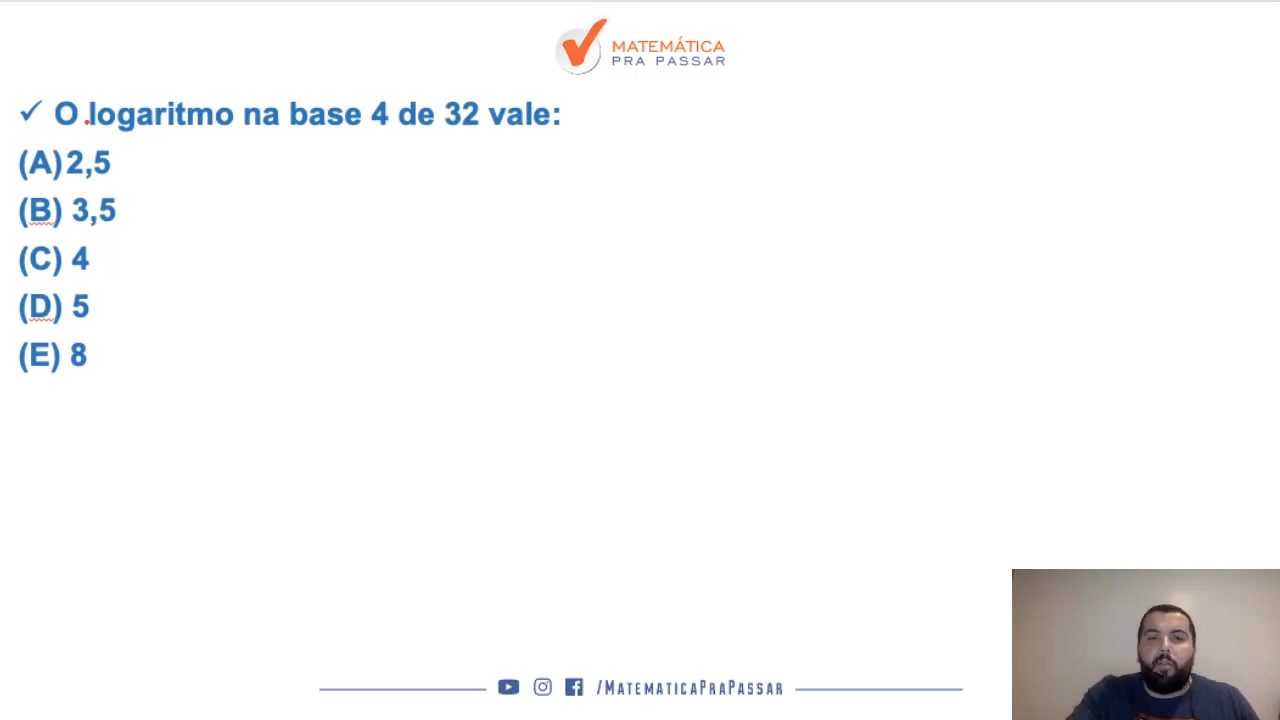 MATEMÁTICA
PRA PASSAR
✓ O logaritmo na base 4 de 32 vale:
(A) 2,5
(B) 3,5
(C) 4
(D) 5
(E) 8
/MATEMATICAPRAPASSAR